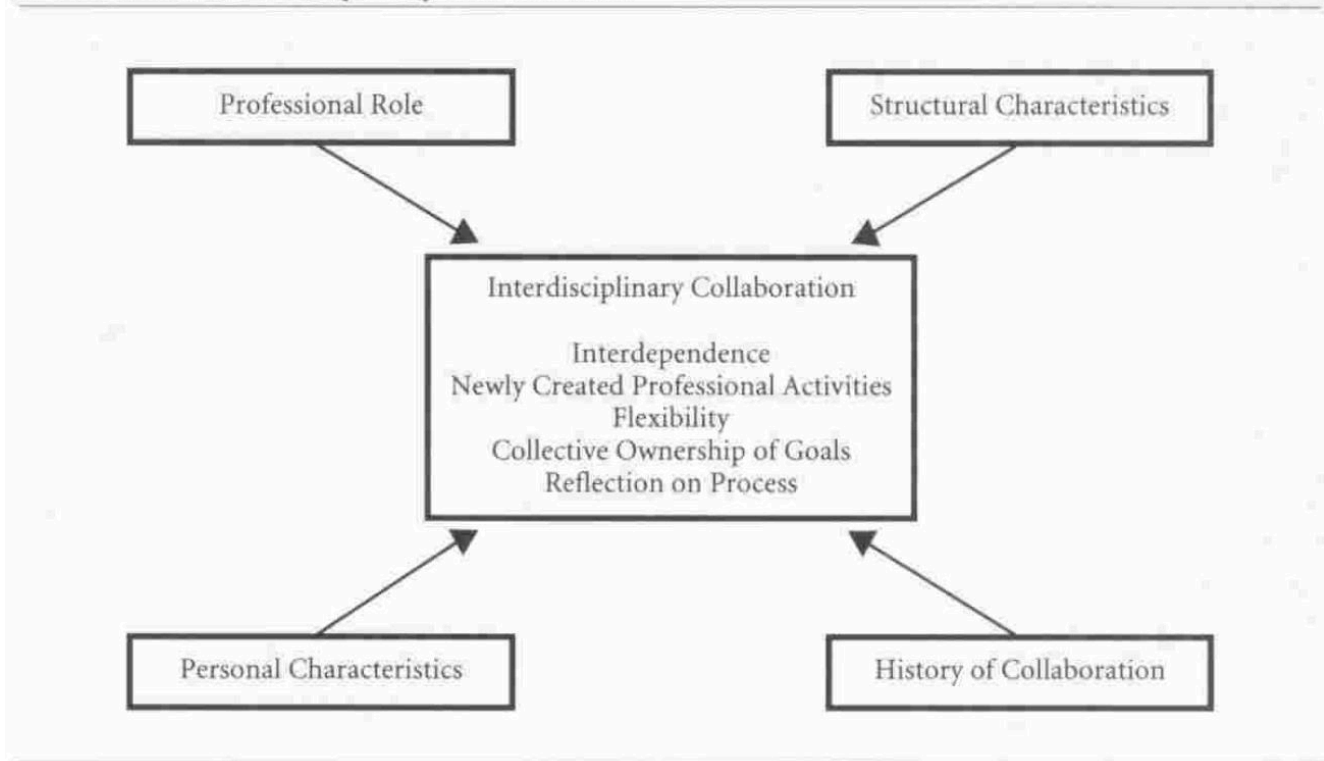 Professional Role
Structural Characteristics
Interdisciplinary Collaboration
Interdependence
Newly Created Professional Activities
Flexibility
Collective Ownership of Goals
Reflection on Process
Personal Characteristics
History of Collaboration